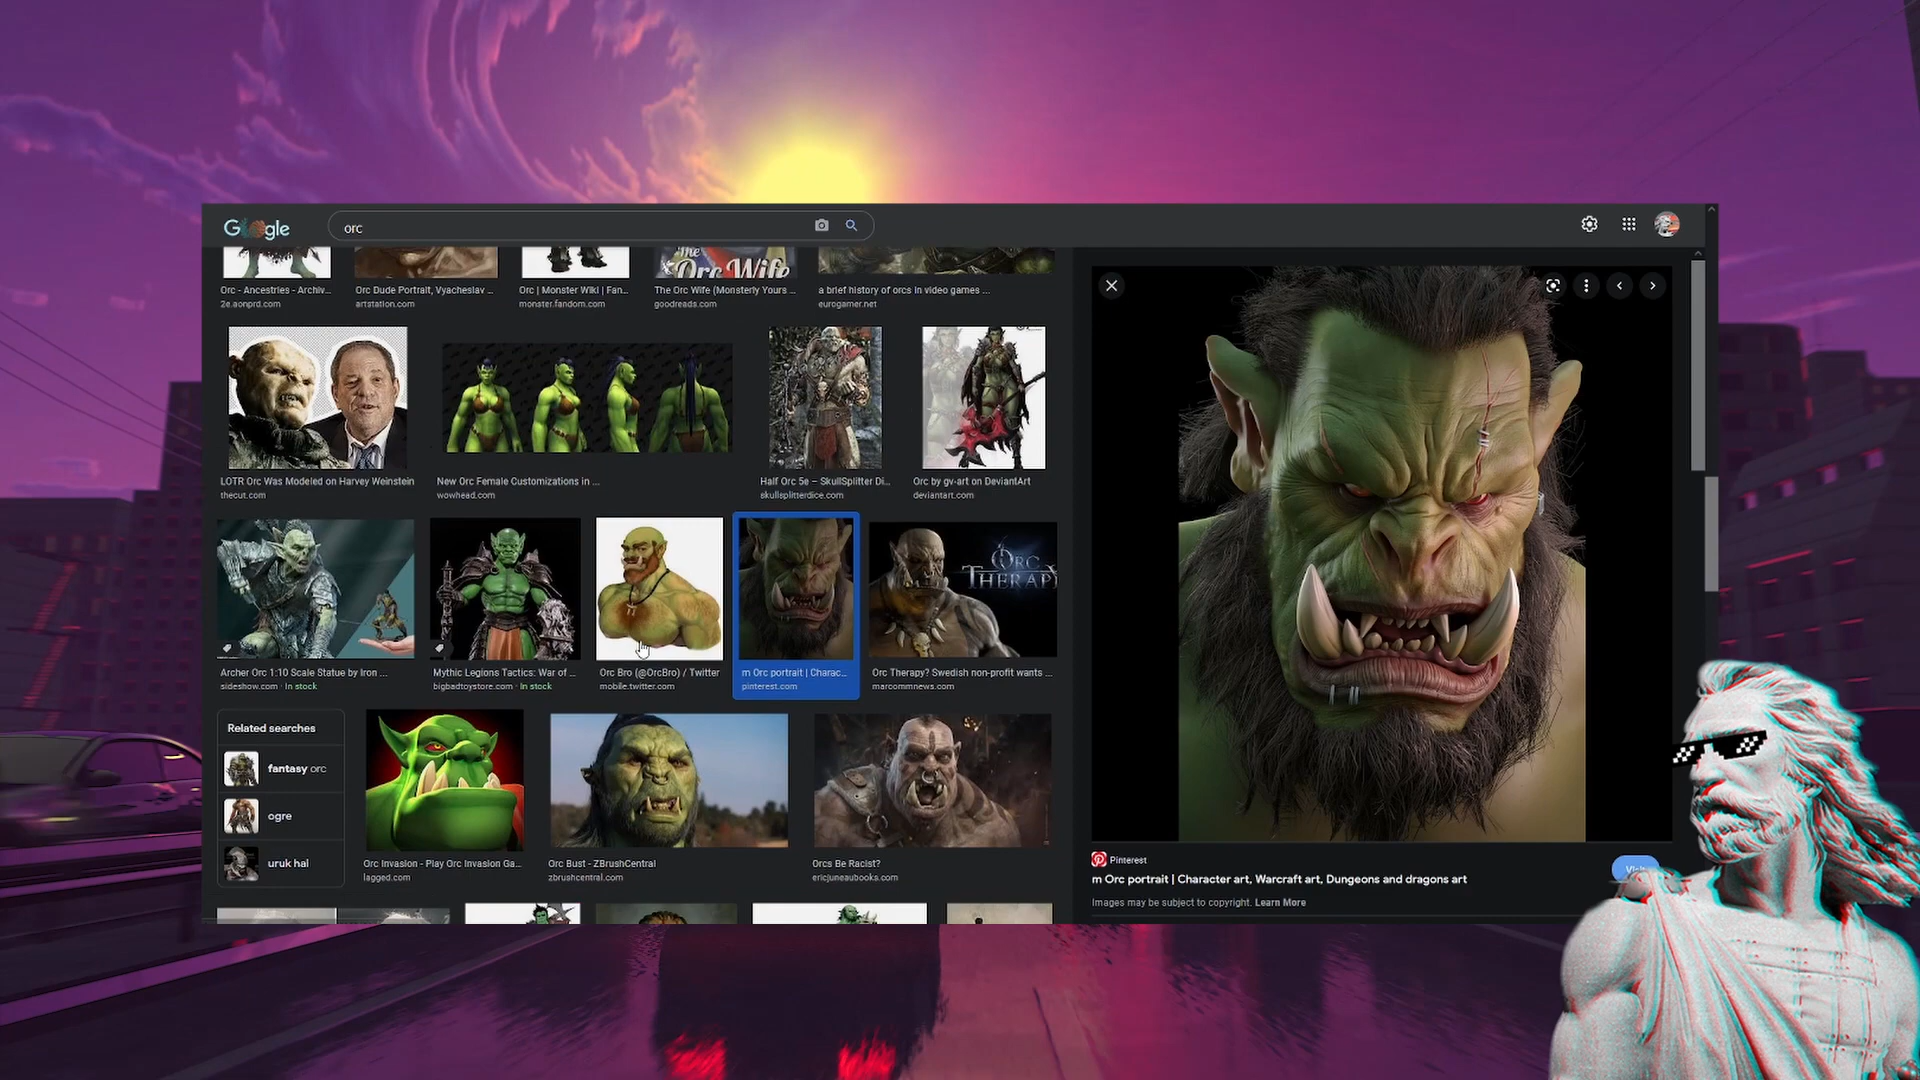 Google
orc
The
Orc Wife
Orc - Ancestries - Archiv...
2e.aonprd.com
Orc Dude Portrait, Vyacheslav ...
artstation.com
Orc | Monster Wiki | Fan...
monster.fandom.com
The Orc Wife (Monsterly Yours ...
goodreads.com
a brief history of orcs in video games ...
eurogamer.net
LOTR Orc Was Modeled on Harvey Weinstein
thecut.com
New Orc Female Customizations in ...
wowhead.com
Half Orc 5e – SkullSplitter Di...
skullsplitterdice.com
Orc by gv-art on DeviantArt
deviantart.com
ORC
THERAPY
Archer Orc 1:10 Scale Statue by Iron ...
sideshow.com · In stock
Mythic Legions Tactics: War of ...
bigbadtoystore.com · In stock
Orc Bro (@OrcBro) / Twitter
mobile.twitter.com
m Orc portrait | Charac...
pinterest.com
Orc Therapy? Swedish non-profit wants ...
marcommnews.com
Related searches
fantasy orc
ogre
uruk hai
Orc Invasion - Play Orc Invasion Ga...
lagged.com
Orc Bust - ZBrushCentral
zbrushcentral.com
Orcs Be Racist?
ericjuneaubooks.com
Pinterest
m Orc portrait | Character art, Warcraft art, Dungeons and dragons art
Images may be subject to copyright. Learn More